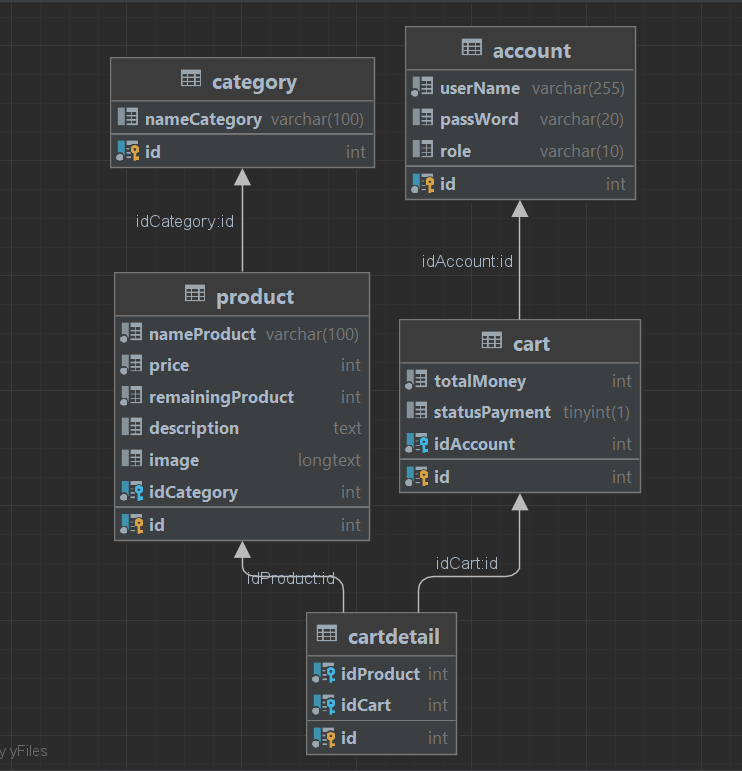 category
nameCategory varchar(100)
id int
account
userName varchar(255)
passWord varchar(20)
role varchar(10)
id int
idCategory:id
idAccount:id
product
nameProduct varchar(100)
price int
remainingProduct int
description text
image longtext
idCategory int
id int
cart
totalMoney int
statusPayment tinyint(1)
idAccount int
id int
idProduct:id
idCart:id
cartdetail
idProduct int
idCart int
id int
y yFiles